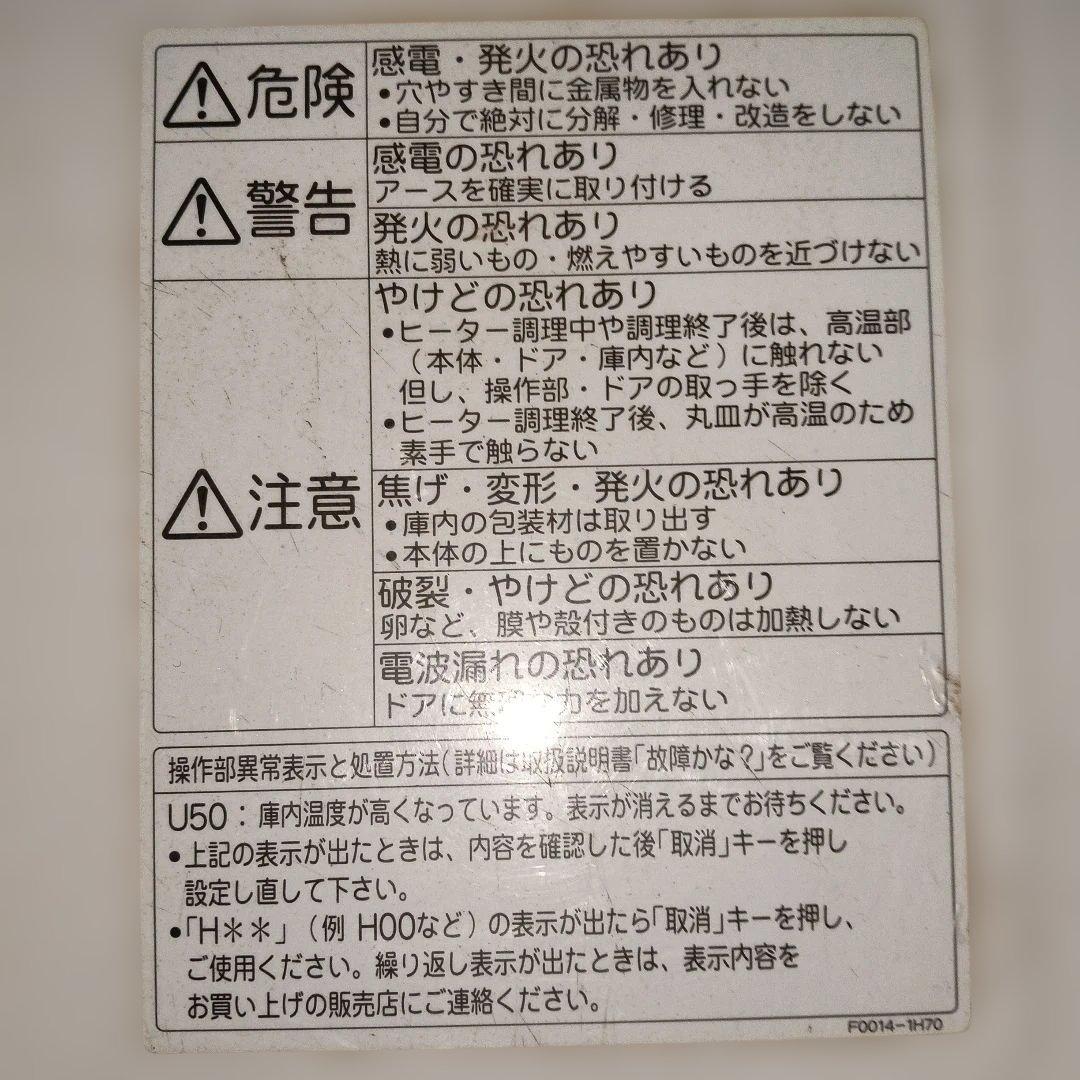 危険
感電・発火の恐れあり
•穴やすき間に金属物を入れない
•自分で絶対に分解・修理・改造をしない
警告
感電の恐れあり
アースを確実に取り付ける
発火の恐れあり
熱に弱いもの・燃えやすいものを近づけない
注意
やけどの恐れあり
•ヒーター調理中や調理終了後は、高温部
（本体・ドア・庫内など）に触れない
但し、操作部・ドアの取っ手を除く
•ヒーター調理終了後、丸皿が高温のため
素手で触らない
焦げ・変形・発火の恐れあり
•庫内の包装材は取り出す
•本体の上にものを置かない
破裂・やけどの恐れあり
卵など、膜や殻付きのものは加熱しない
電波漏れの恐れあり
ドアに無 力を加えない
操作部異常表示と処置方法（詳細は取扱説明書「故障かな？」をご覧ください）
U50：庫内温度が高くなっています。表示が消えるまでお待ちください。
•上記の表示が出たときは、内容を確認した後「取消」キーを押し
設定し直して下さい。
•「H＊＊」（例 H00など）の表示が出たら「取消」キーを押し、
ご使用ください。繰り返し表示が出たときは、表示内容を
お買い上げの販売店にご連絡ください。
F0014-1H70